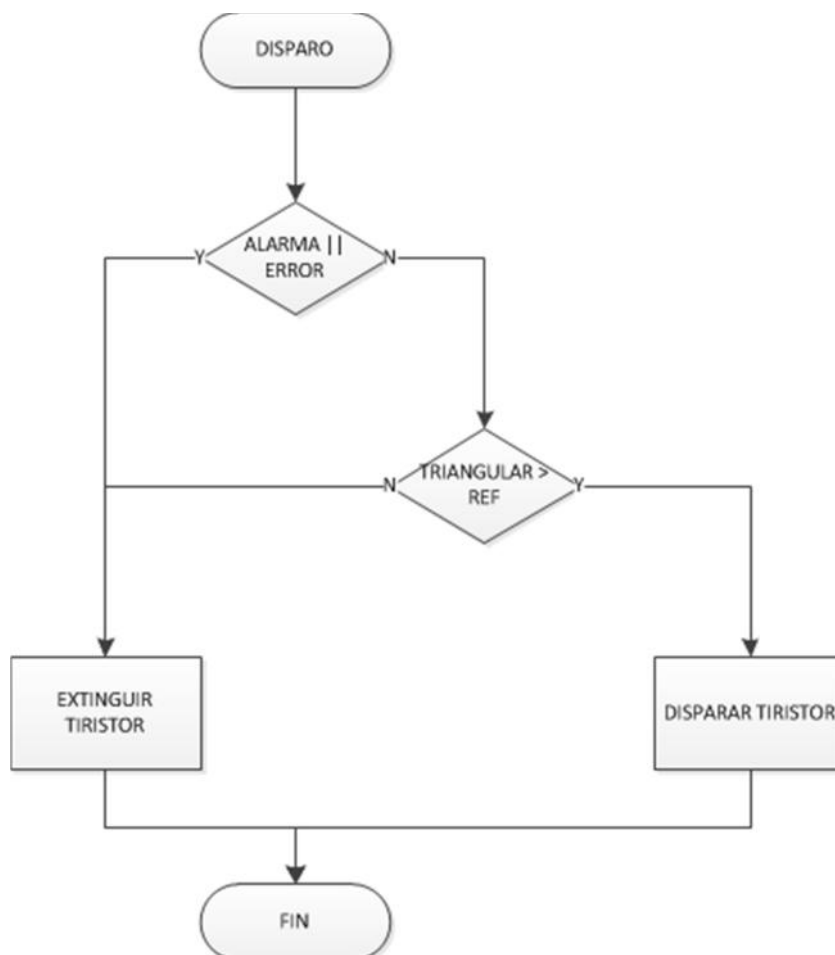 DISPARO
ALARMA ||
ERROR
Y
N
TRIANGULAR >
REF
N
Y
EXTINGUIR
TIRISTOR
DISPARAR TIRISTOR
FIN